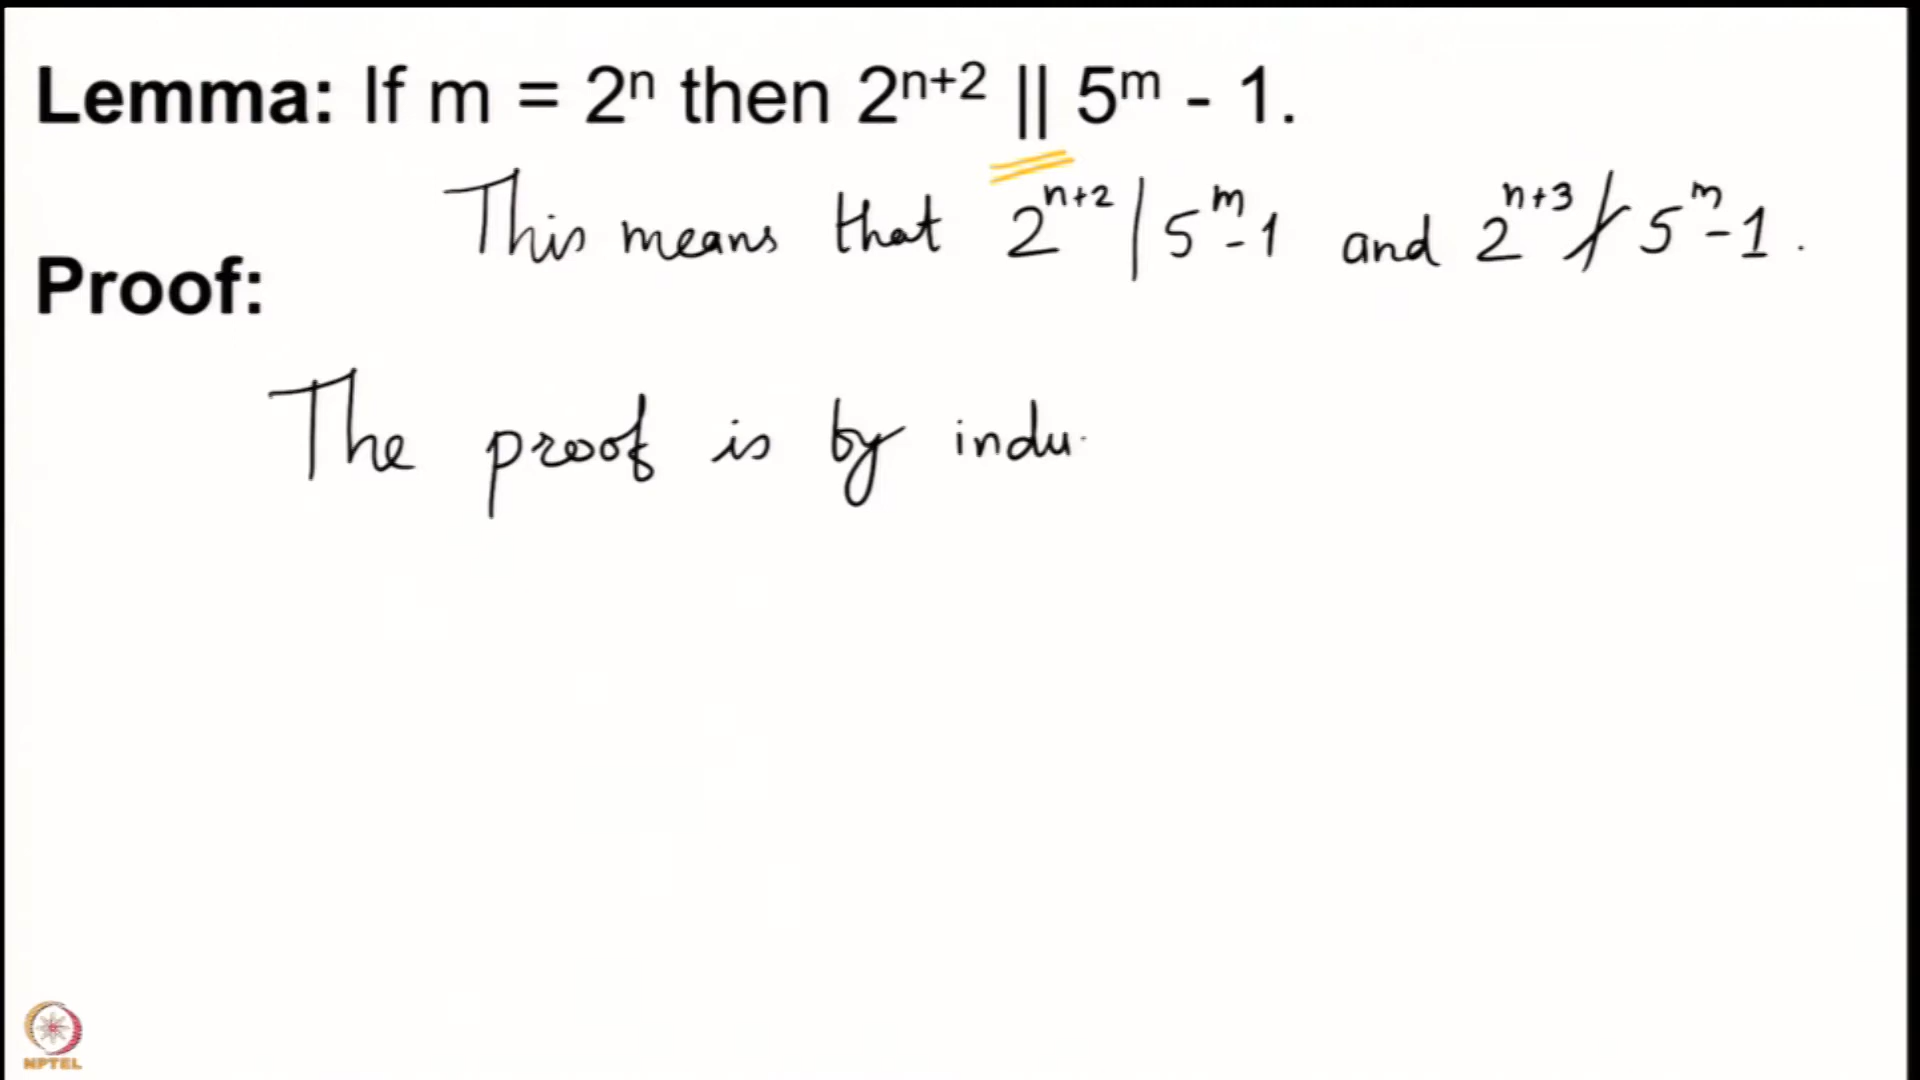 Lemma: If m = 2ⁿ then 2ⁿ⁺² || 5ᵐ - 1.
This means that 2ⁿ⁺² | 5ᵐ - 1 and 2ⁿ⁺³ ∤ 5ᵐ - 1.
Proof:
The proof is by indu
NPTEL